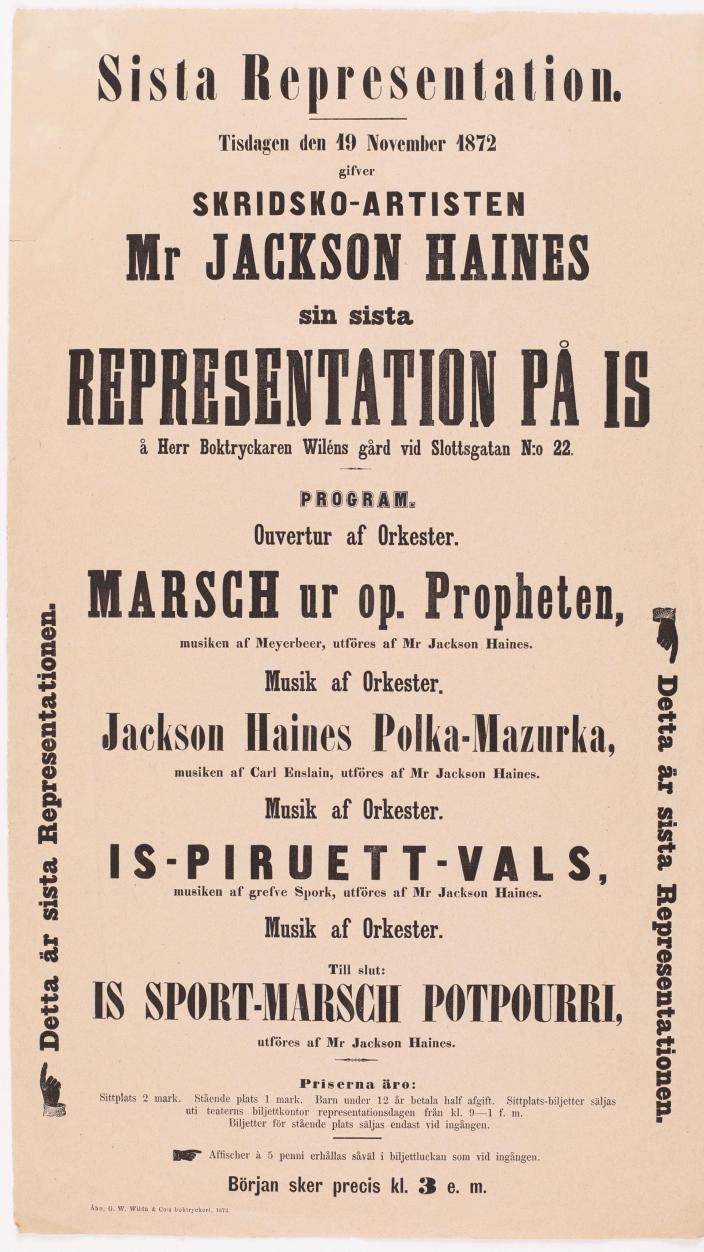 Sista Representation.
Tisdagen den 19 November 1872
gifver
SKRIDSKO-ARTISTEN
Mr JACKSON HAINES
sin sista
REPRESENTATION PÅ IS
å Herr Boktryckaren Wiléns gård vid Slottsgatan N:o 22.
PROGRAM.
Ouvertur af Orkester.
MARSCH ur op. Propheten,
musiken af Meyerbeer, utföres af Mr Jackson Haines.
Musik af Orkester.
Jackson Haines Polka-Mazurka,
musiken af Carl Enslain, utföres af Mr Jackson Haines.
Musik af Orkester.
IS-PIRUETT-VALS,
musiken af grefve Spork, utföres af Mr Jackson Haines.
Musik af Orkester.
Till slut:
IS SPORT-MARSCH POTPOURRI,
utföres af Mr Jackson Haines.
Priserna äro:
Sittplats 2 mark. Stående plats 1 mark. Barn under 12 år betala half afgift. Sittplats-biljetter säljas
uti teaterns biljettkontor representationsdagen från kl. 9—1 f. m.
Biljetter för stående plats säljas endast vid ingången.
Affischer à 5 penni erhållas såväl i biljettluckan som vid ingången.
Början sker precis kl. 3 e. m.
Åbo, G. W. Wilén & Co:s boktryckeri, 1872.
Detta är sista Representationen.
Detta är sista Representationen.